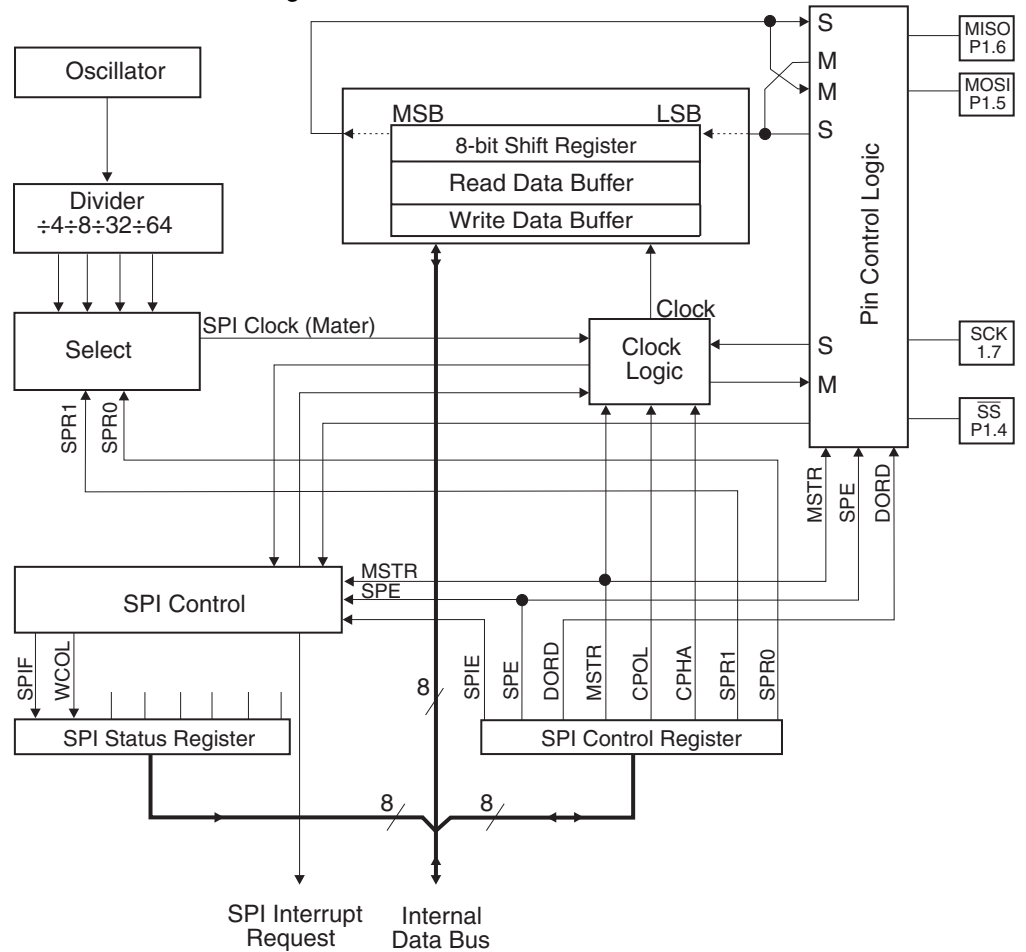 Oscillator
Divider
÷4÷8÷32÷64
Select
SPI Clock (Mater)
SPR1
SPR0
MSB
LSB
8-bit Shift Register
Read Data Buffer
Write Data Buffer
Clock
Clock
Logic
S
M
M
S
S
M
Pin Control Logic
MISO
P1.6
MOSI
P1.5
SCK
1.7
SS
P1.4
MSTR
SPE
DORD
SPI Control
MSTR
SPE
SPIF
WCOL
SPI Status Register
SPIE
SPE
DORD
MSTR
CPOL
CPHA
SPR1
SPR0
SPI Control Register
8
8
8
SPI Interrupt
Request
Internal
Data Bus